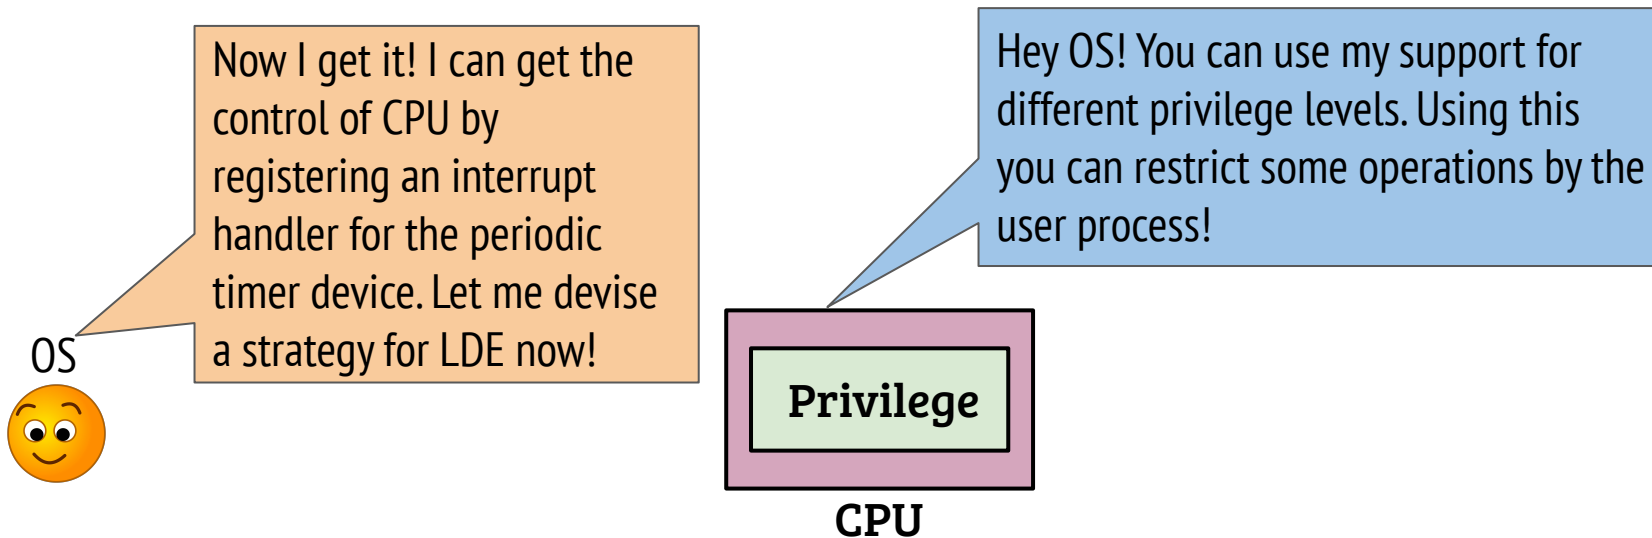 Now I get it! I can get the
control of CPU by
registering an interrupt
handler for the periodic
timer device. Let me devise
a strategy for LDE now!
OS
Hey OS! You can use my support for
different privilege levels. Using this
you can restrict some operations by the
user process!
Privilege
CPU